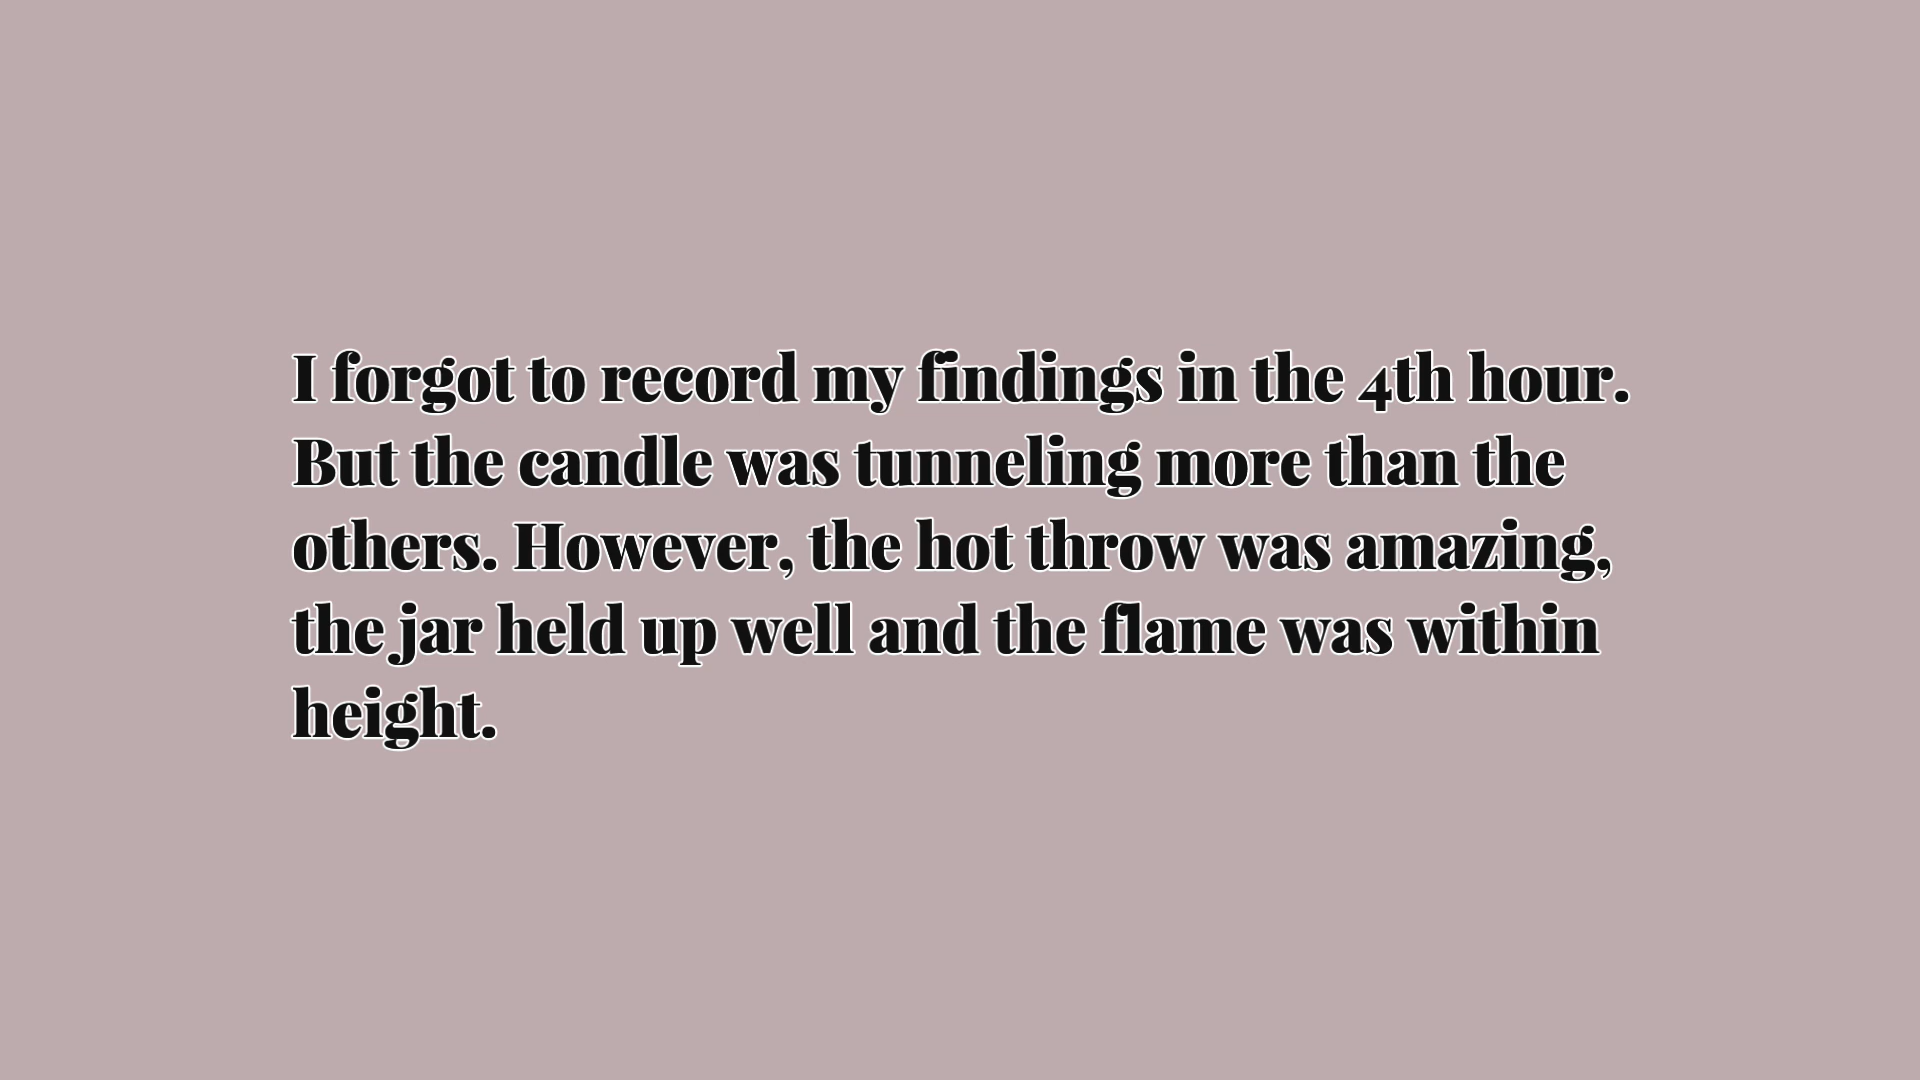 I forgot to record my findings in the 4th hour.
But the candle was tunneling more than the
others. However, the hot throw was amazing,
the jar held up well and the flame was within
height.